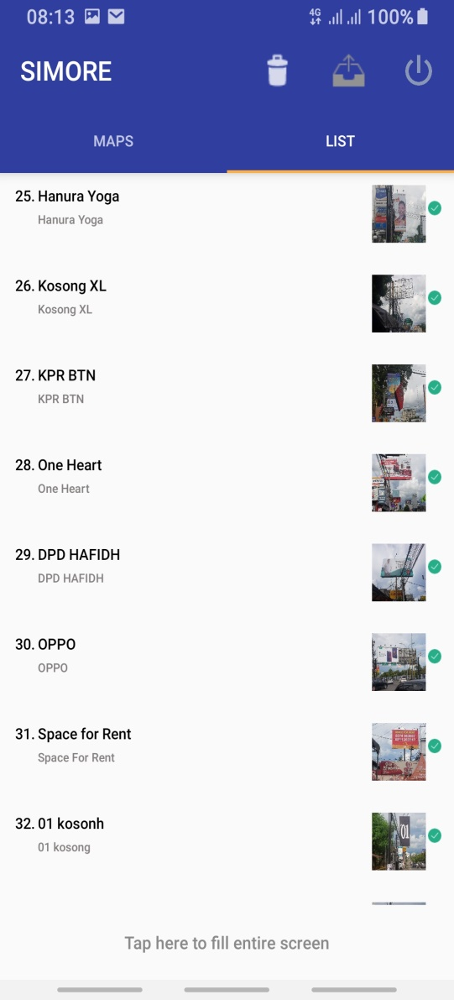 08:13
4G
100%
SIMORE
MAPS
LIST
25. Hanura Yoga
Hanura Yoga
26. Kosong XL
Kosong XL
27. KPR BTN
KPR BTN
28. One Heart
One Heart
29. DPD HAFIDH
DPD HAFIDH
30. OPPO
OPPO
31. Space for Rent
Space For Rent
32. 01 kosonh
01 kosong
01
Tap here to fill entire screen